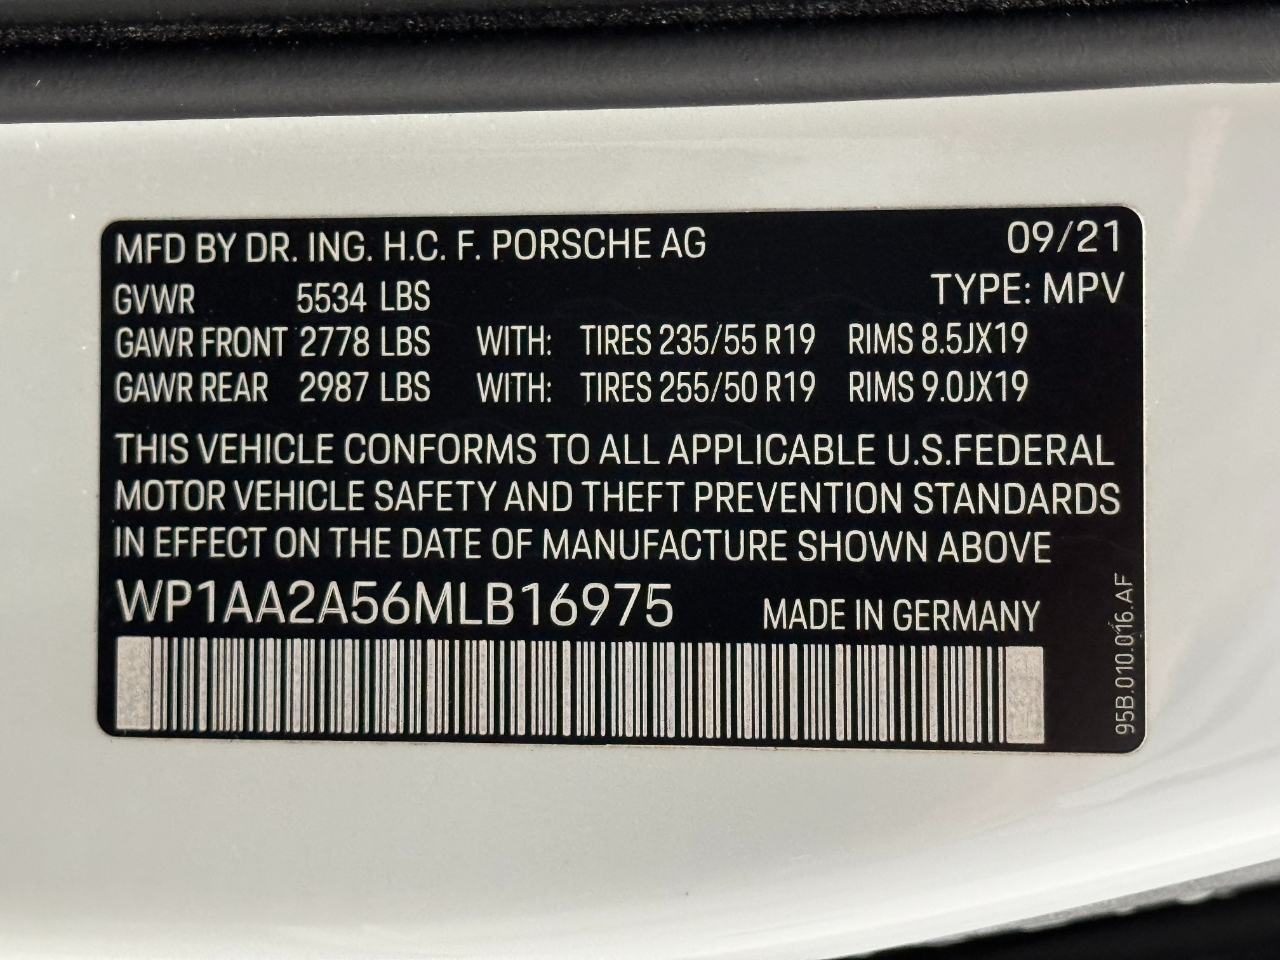 MFD BY DR. ING. H.C. F. PORSCHE AG 09/21
GVWR 5534 LBS TYPE: MPV
GAWR FRONT 2778 LBS WITH: TIRES 235/55 R19 RIMS 8.5JX19
GAWR REAR 2987 LBS WITH: TIRES 255/50 R19 RIMS 9.0JX19
THIS VEHICLE CONFORMS TO ALL APPLICABLE U.S.FEDERAL
MOTOR VEHICLE SAFETY AND THEFT PREVENTION STANDARDS
IN EFFECT ON THE DATE OF MANUFACTURE SHOWN ABOVE
WP1AA2A56MLB16975 MADE IN GERMANY
95B.010.016.AF